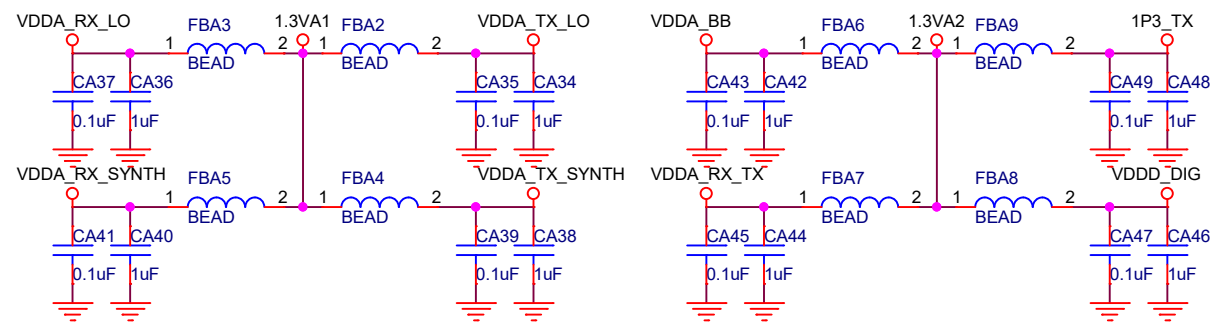 VDDA_RX_LO FBA3 1.3VA1 FBA2 VDDA_TX_LO VDDA_BB FBA6 1.3VA2 FBA9 1P3_TX
1 2 1 2 1 2 1 2
BEAD BEAD BEAD BEAD
CA37 CA36 CA35 CA34 CA43 CA42 CA49 CA48
0.1uF 1uF 0.1uF 1uF 0.1uF 1uF 0.1uF 1uF
VDDA_RX_SYNTH FBA5 FBA4 VDDA_TX_SYNTH VDDA_RX_TX FBA7 FBA8 VDDD_DIG
1 2 1 2 1 2 1 2
BEAD BEAD BEAD BEAD
CA41 CA40 CA39 CA38 CA45 CA44 CA47 CA46
0.1uF 1uF 0.1uF 1uF 0.1uF 1uF 0.1uF 1uF